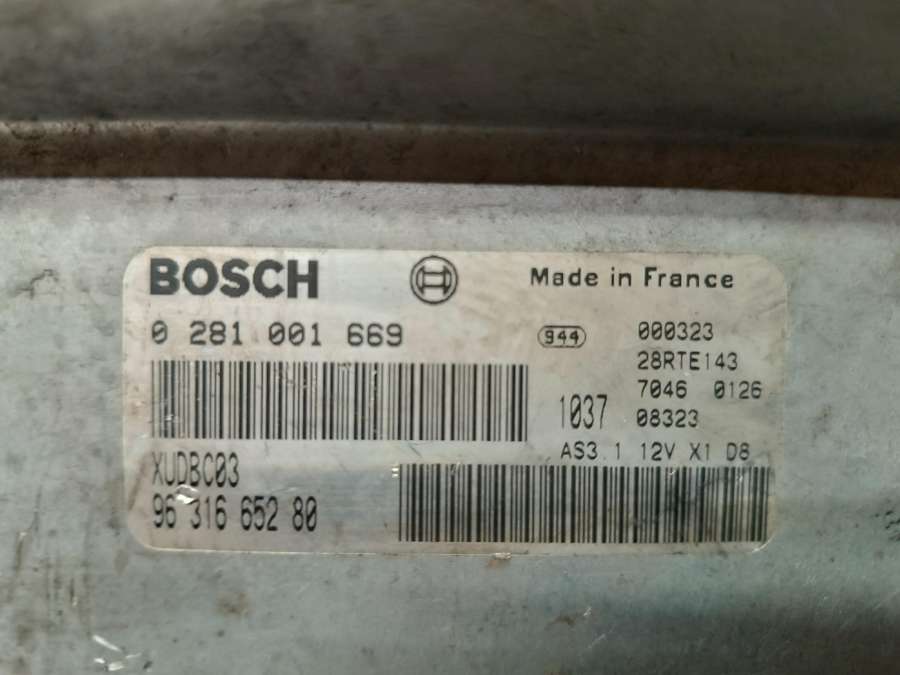 BOSCH
Made in France
0 281 001 669
944
000323
28RTE143
7046 0126
1037
08323
AS3.1 12V X1 D8
XUDBC03
96 316 652 80